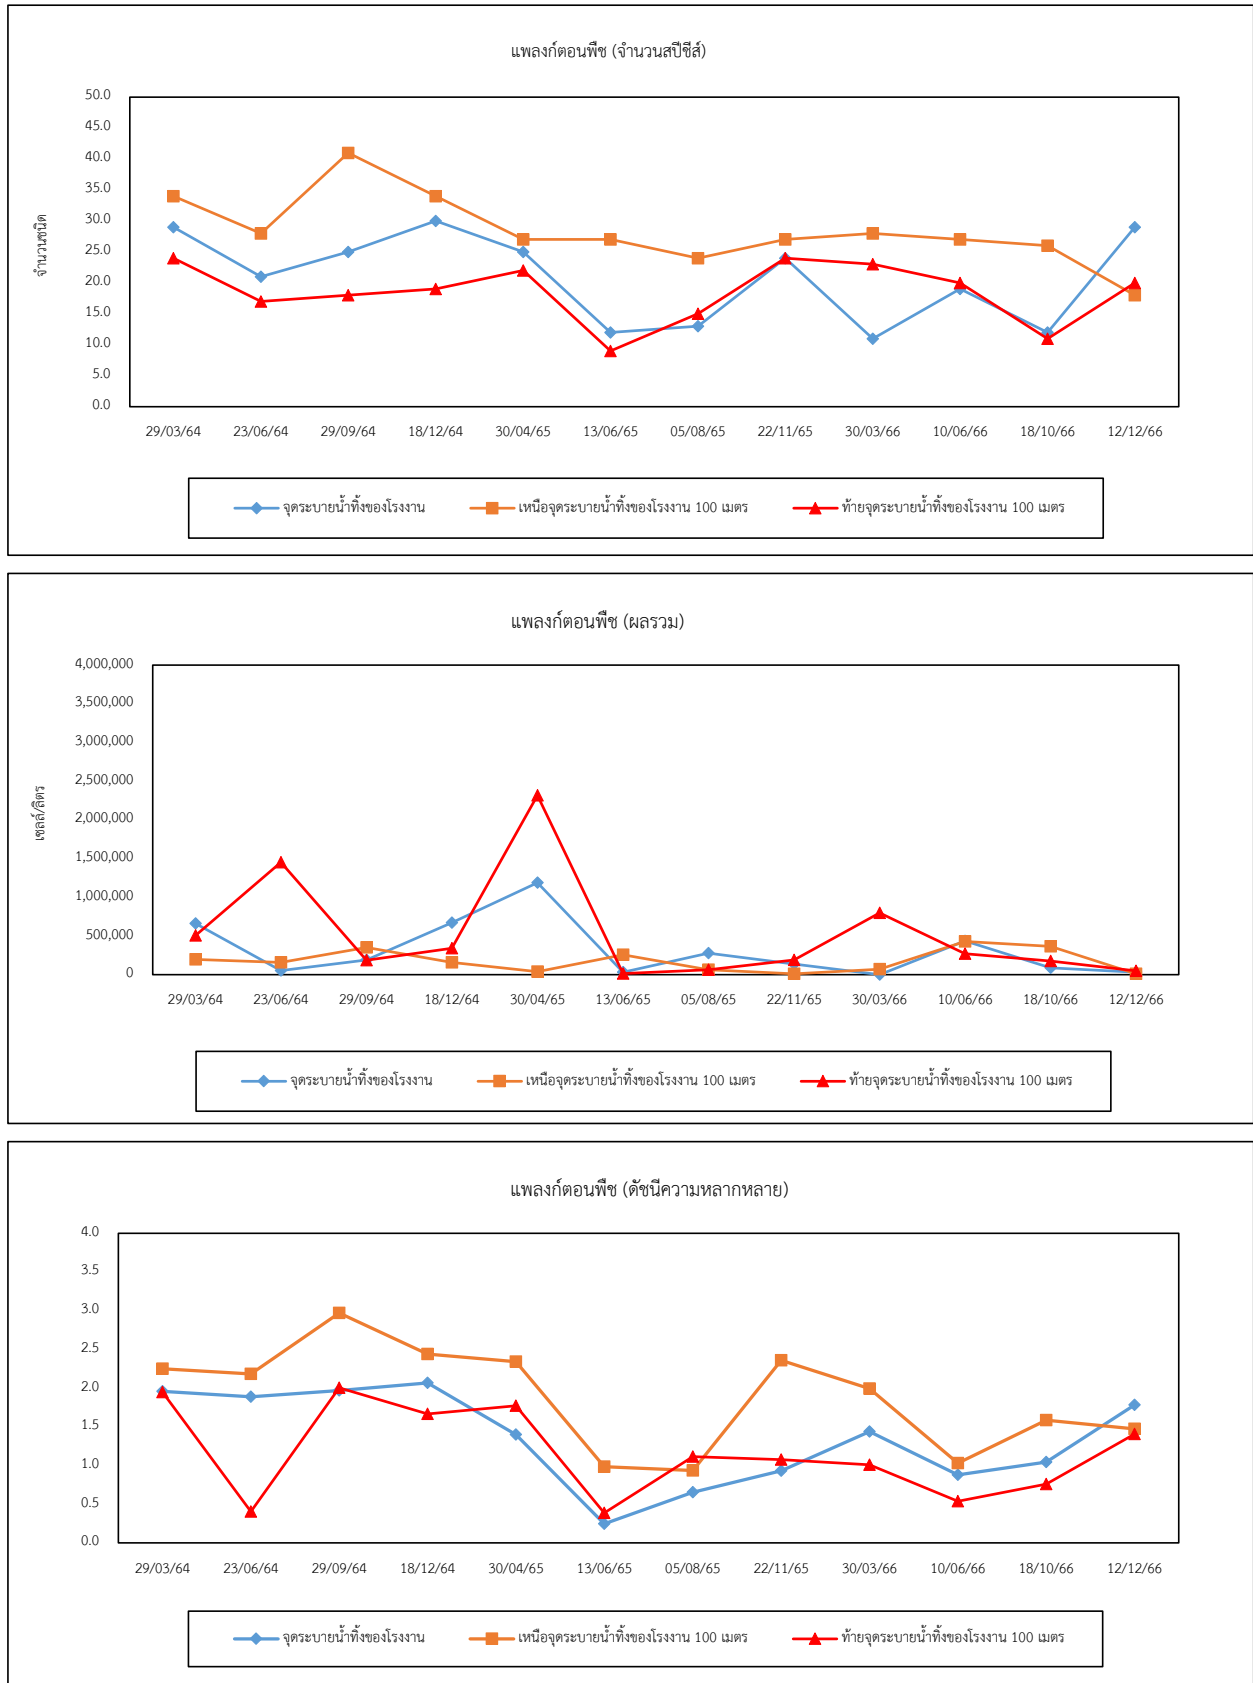 แพลงก์ตอนพืช (จำนวนสปีชีส์)
จำนวนชนิด
50.0
45.0
40.0
35.0
30.0
25.0
20.0
15.0
10.0
5.0
0.0
29/03/64 23/06/64 29/09/64 18/12/64 30/04/65 13/06/65 05/08/65 22/11/65 30/03/66 10/06/66 18/10/66 12/12/66
จุดระบายน้ำทิ้งของโรงงาน เหนือจุดระบายน้ำทิ้งของโรงงาน 100 เมตร ท้ายจุดระบายน้ำทิ้งของโรงงาน 100 เมตร
แพลงก์ตอนพืช (ผลรวม)
เซลล์/ลิตร
4,000,000
3,500,000
3,000,000
2,500,000
2,000,000
1,500,000
1,000,000
500,000
0
29/03/64 23/06/64 29/09/64 18/12/64 30/04/65 13/06/65 05/08/65 22/11/65 30/03/66 10/06/66 18/10/66 12/12/66
จุดระบายน้ำทิ้งของโรงงาน เหนือจุดระบายน้ำทิ้งของโรงงาน 100 เมตร ท้ายจุดระบายน้ำทิ้งของโรงงาน 100 เมตร
แพลงก์ตอนพืช (ดัชนีความหลากหลาย)
4.0
3.5
3.0
2.5
2.0
1.5
1.0
0.5
0.0
29/03/64 23/06/64 29/09/64 18/12/64 30/04/65 13/06/65 05/08/65 22/11/65 30/03/66 10/06/66 18/10/66 12/12/66
จุดระบายน้ำทิ้งของโรงงาน เหนือจุดระบายน้ำทิ้งของโรงงาน 100 เมตร ท้ายจุดระบายน้ำทิ้งของโรงงาน 100 เมตร